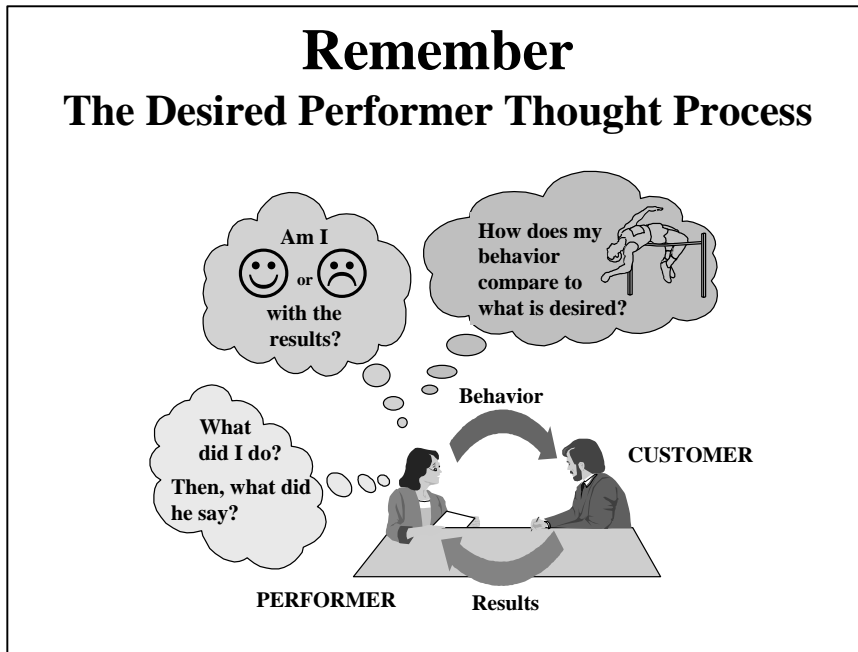 Remember
The Desired Performer Thought Process
Am I
or
with the
results?
How does my
behavior
compare to
what is desired?
What
did I do?
Then, what did
he say?
Behavior
CUSTOMER
PERFORMER
Results